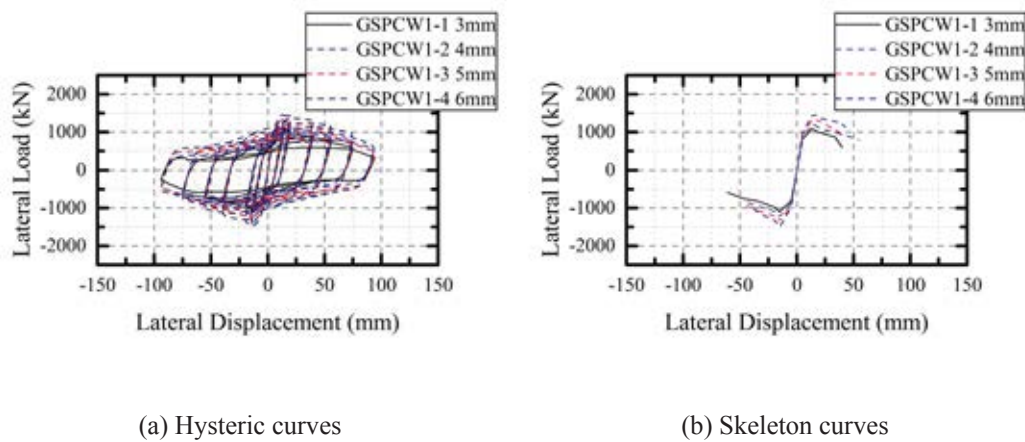 GSPCW1-1 3mm
GSPCW1-2 4mm
GSPCW1-3 5mm
GSPCW1-4 6mm
Lateral Load (kN)
2000
1000
0
-1000
-2000
-150 -100 -50 0 50 100 150
Lateral Displacement (mm)
(a) Hysteric curves
GSPCW1-1 3mm
GSPCW1-2 4mm
GSPCW1-3 5mm
GSPCW1-4 6mm
Lateral Load (kN)
2000
1000
0
-1000
-2000
-150 -100 -50 0 50 100 150
Lateral Displacement (mm)
(b) Skeleton curves